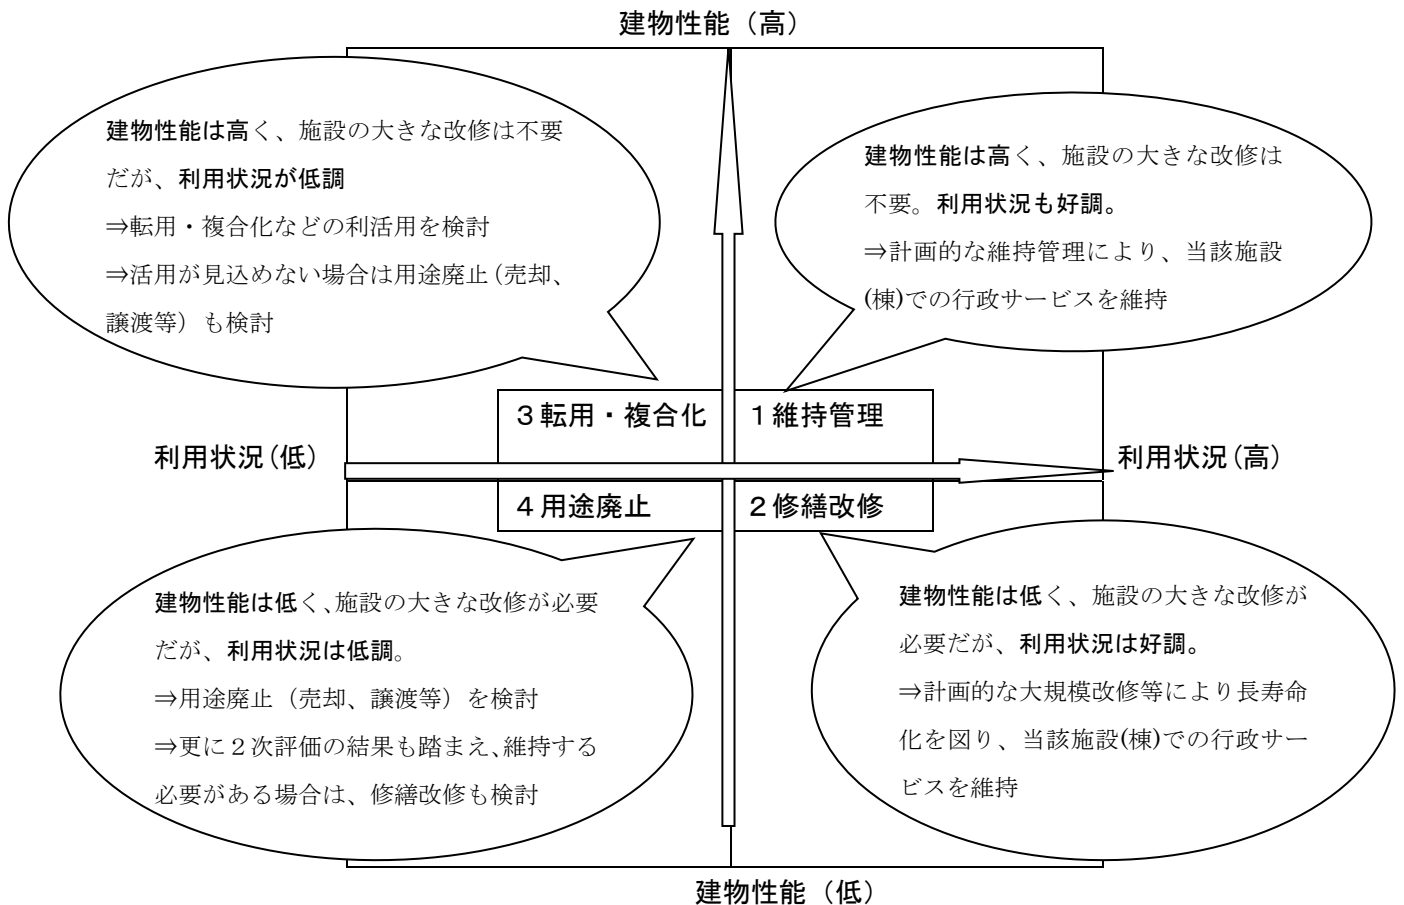 建物性能（高）
建物性能は高く、施設の大きな改修は不要
だが、利用状況が低調
⇒転用・複合化などの利活用を検討
⇒活用が見込めない場合は用途廃止（売却、
譲渡等）も検討
建物性能は高く、施設の大きな改修は
不要。利用状況も好調。
⇒計画的な維持管理により、当該施設
(棟)での行政サービスを維持
３転用・複合化
１維持管理
利用状況（低）
利用状況（高）
４用途廃止
２修繕改修
建物性能は低く、施設の大きな改修が必要
だが、利用状況は低調。
⇒用途廃止（売却、譲渡等）を検討
⇒更に２次評価の結果も踏まえ、維持する
必要がある場合は、修繕改修も検討
建物性能は低く、施設の大きな改修が
必要だが、利用状況は好調。
⇒計画的な大規模改修等により長寿命
化を図り、当該施設(棟)での行政サー
ビスを維持
建物性能（低）